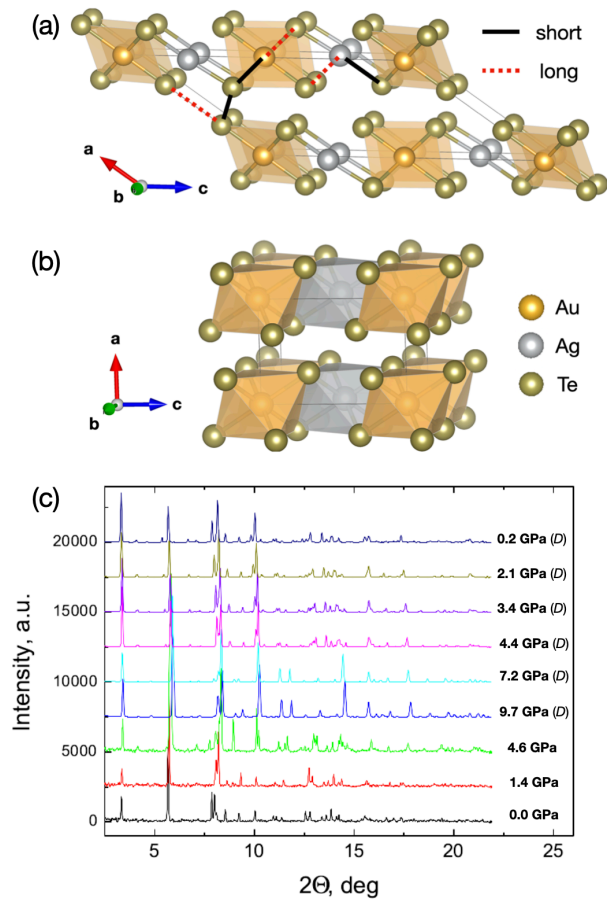 (a)
short
long
a
b
c
(b)
Au
Ag
Te
a
b
c
(c)
Intensity, a.u.
20000
15000
10000
5000
0
0.2 GPa (D)
2.1 GPa (D)
3.4 GPa (D)
4.4 GPa (D)
7.2 GPa (D)
9.7 GPa (D)
4.6 GPa
1.4 GPa
0.0 GPa
5 10 15 20 25
2Θ, deg